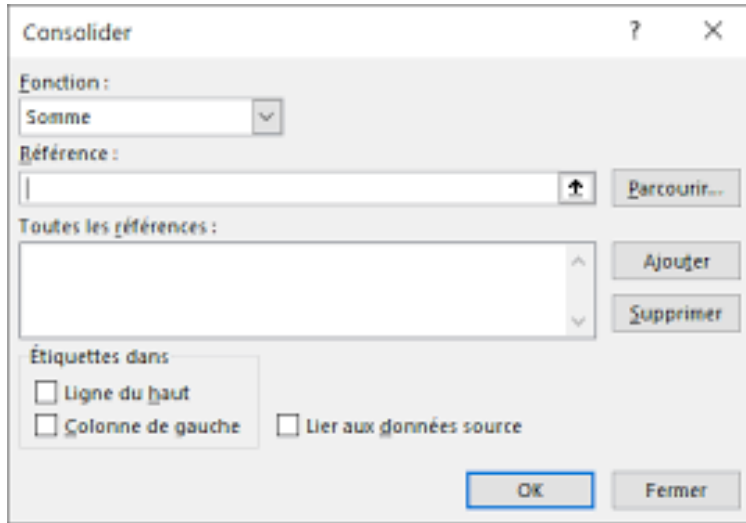 Consolider ?
Fonction :
Somme
Référence :
Parcourir...
Toutes les références :
Ajouter
Supprimer
Étiquettes dans
Ligne du haut
Colonne de gauche
Lier aux données source
OK
Fermer